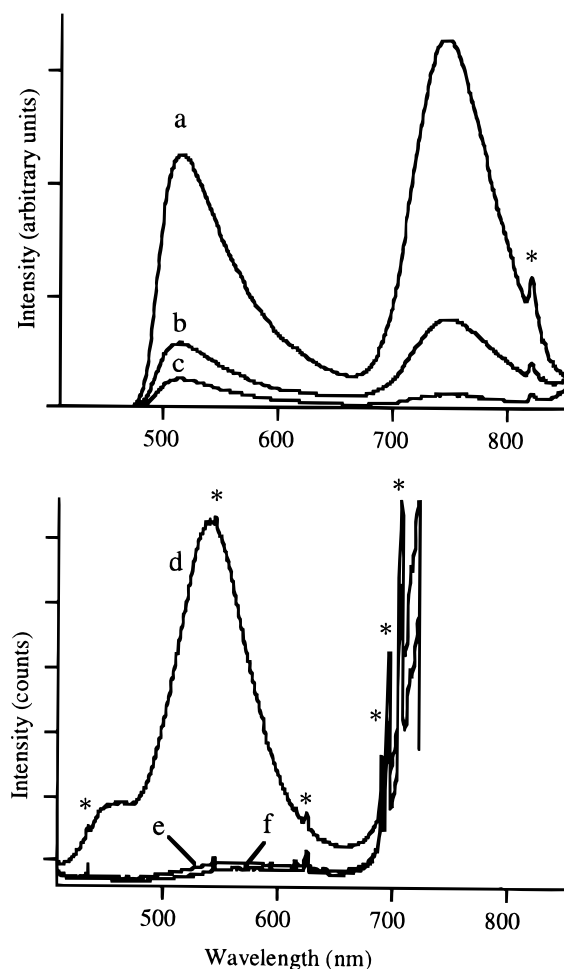 Intensity (arbitrary units)
a
*
b
c
500 600 700 800
Intensity (counts)
*
*
d
*
*
*
*
e
f
500 600 700 800
Wavelength (nm)